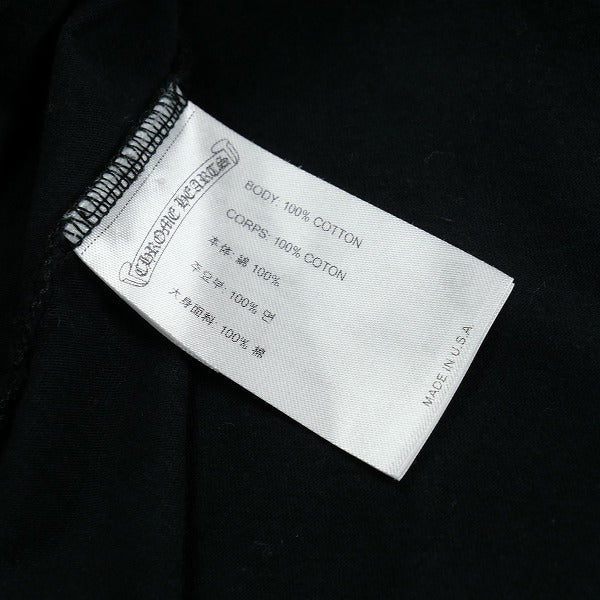 CHROME HEARTS
BODY: 100% COTTON
CORPS: 100% COTON
本体: 綿 100%
주요부: 100% 면
大身面料: 100% 棉
MADE IN U.S.A